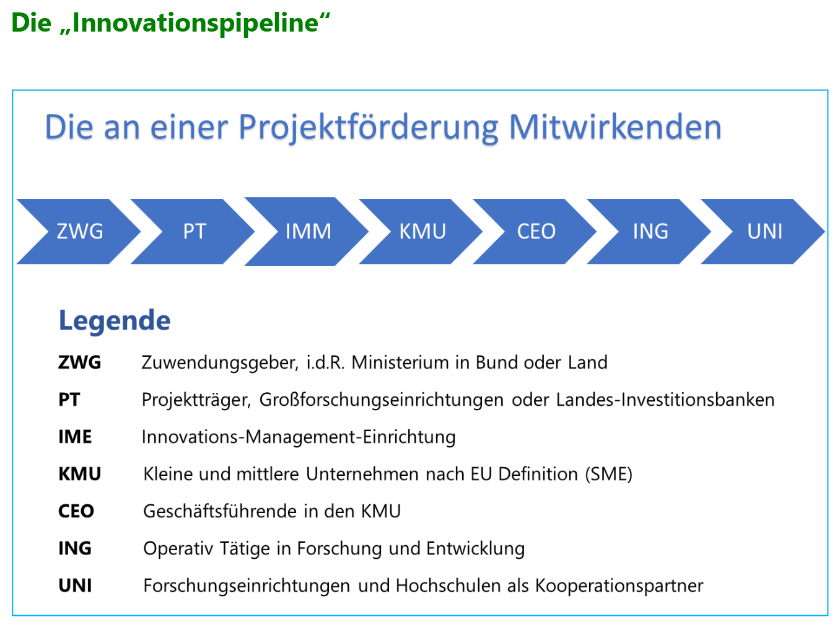 Die „Innovationspipeline“
Die an einer Projektförderung Mitwirkenden
ZWG PT IMM KMU CEO ING UNI
Legende
ZWG Zuwendungsgeber, i.d.R. Ministerium in Bund oder Land
PT Projektträger, Großforschungseinrichtungen oder Landes-Investitionsbanken
IME Innovations-Management-Einrichtung
KMU Kleine und mittlere Unternehmen nach EU Definition (SME)
CEO Geschäftsführende in den KMU
ING Operativ Tätige in Forschung und Entwicklung
UNI Forschungseinrichtungen und Hochschulen als Kooperationspartner